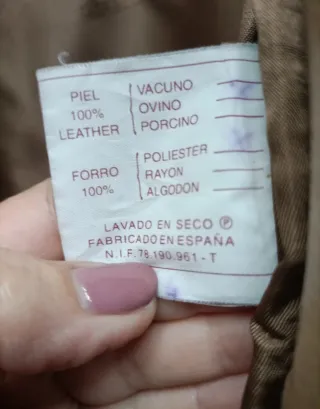 PIEL
100%
LEATHER
VACUNO
OVINO
PORCINO
FORRO
100%
POLIESTER
RAYON
ALGODON
LAVADO EN SECO Ⓟ
FABRICADO EN ESPAÑA
N.I.F. 78.190.961 - T